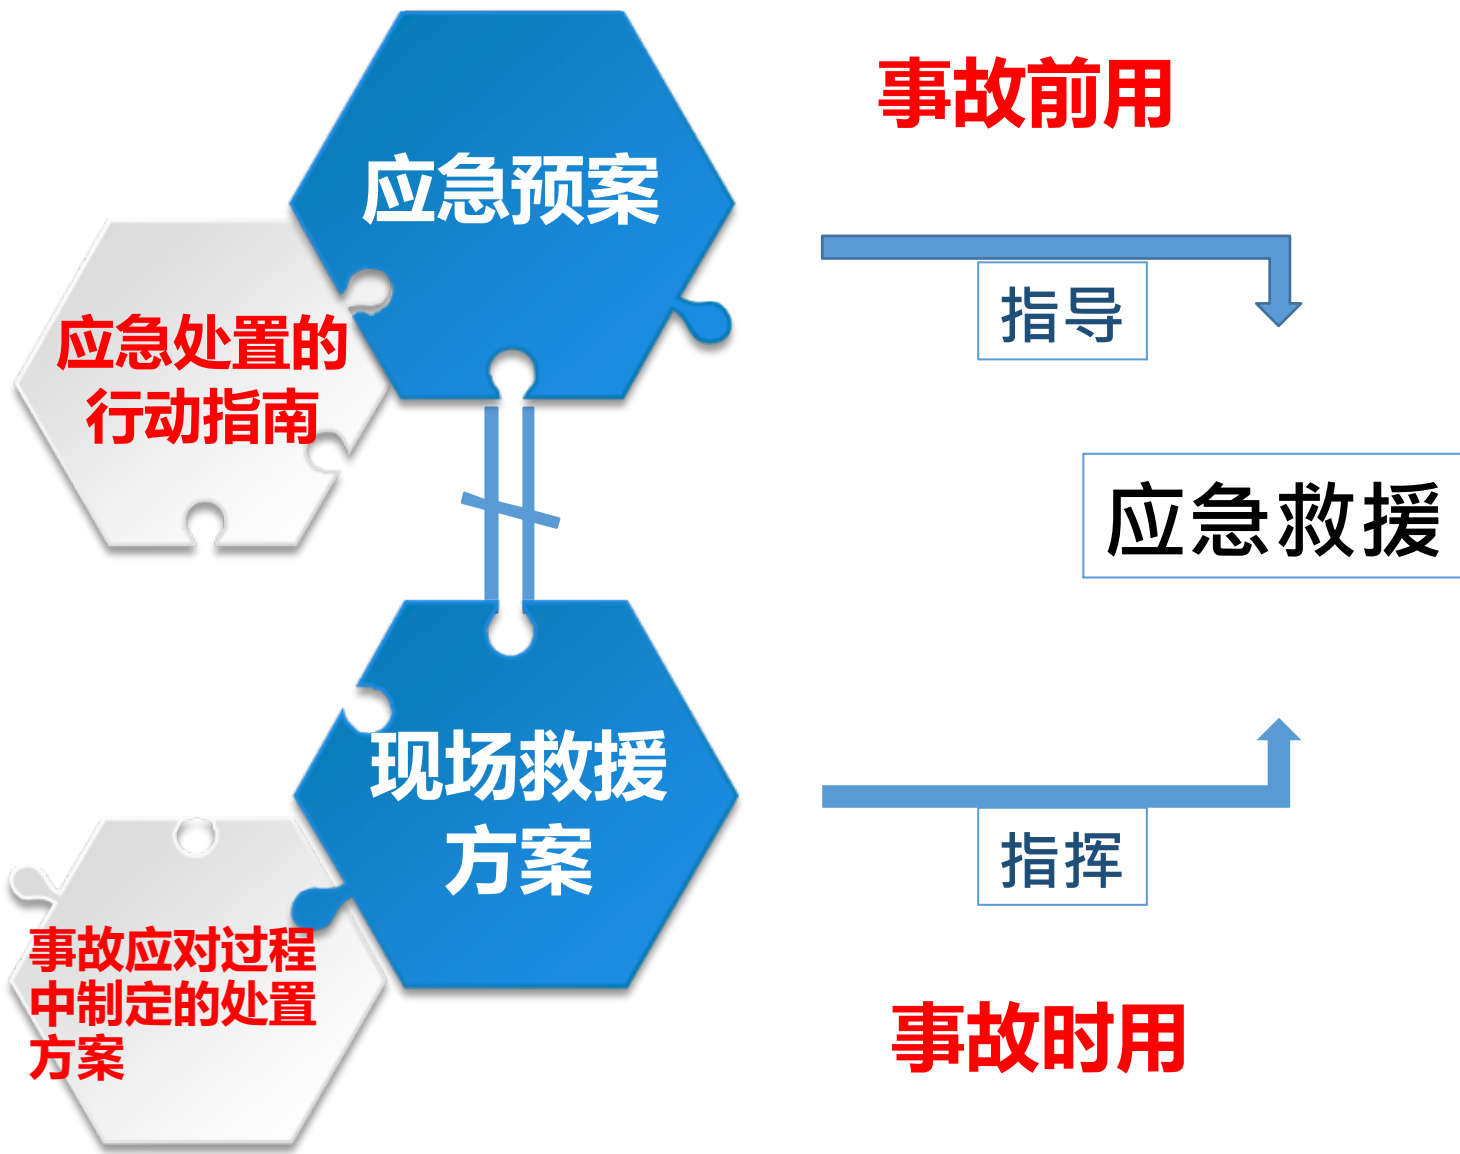 事故前用
应急预案
指导
应急处置的
行动指南
应急救援
现场救援
方案
指挥
事故应对过程
中制定的处置
方案
事故时用